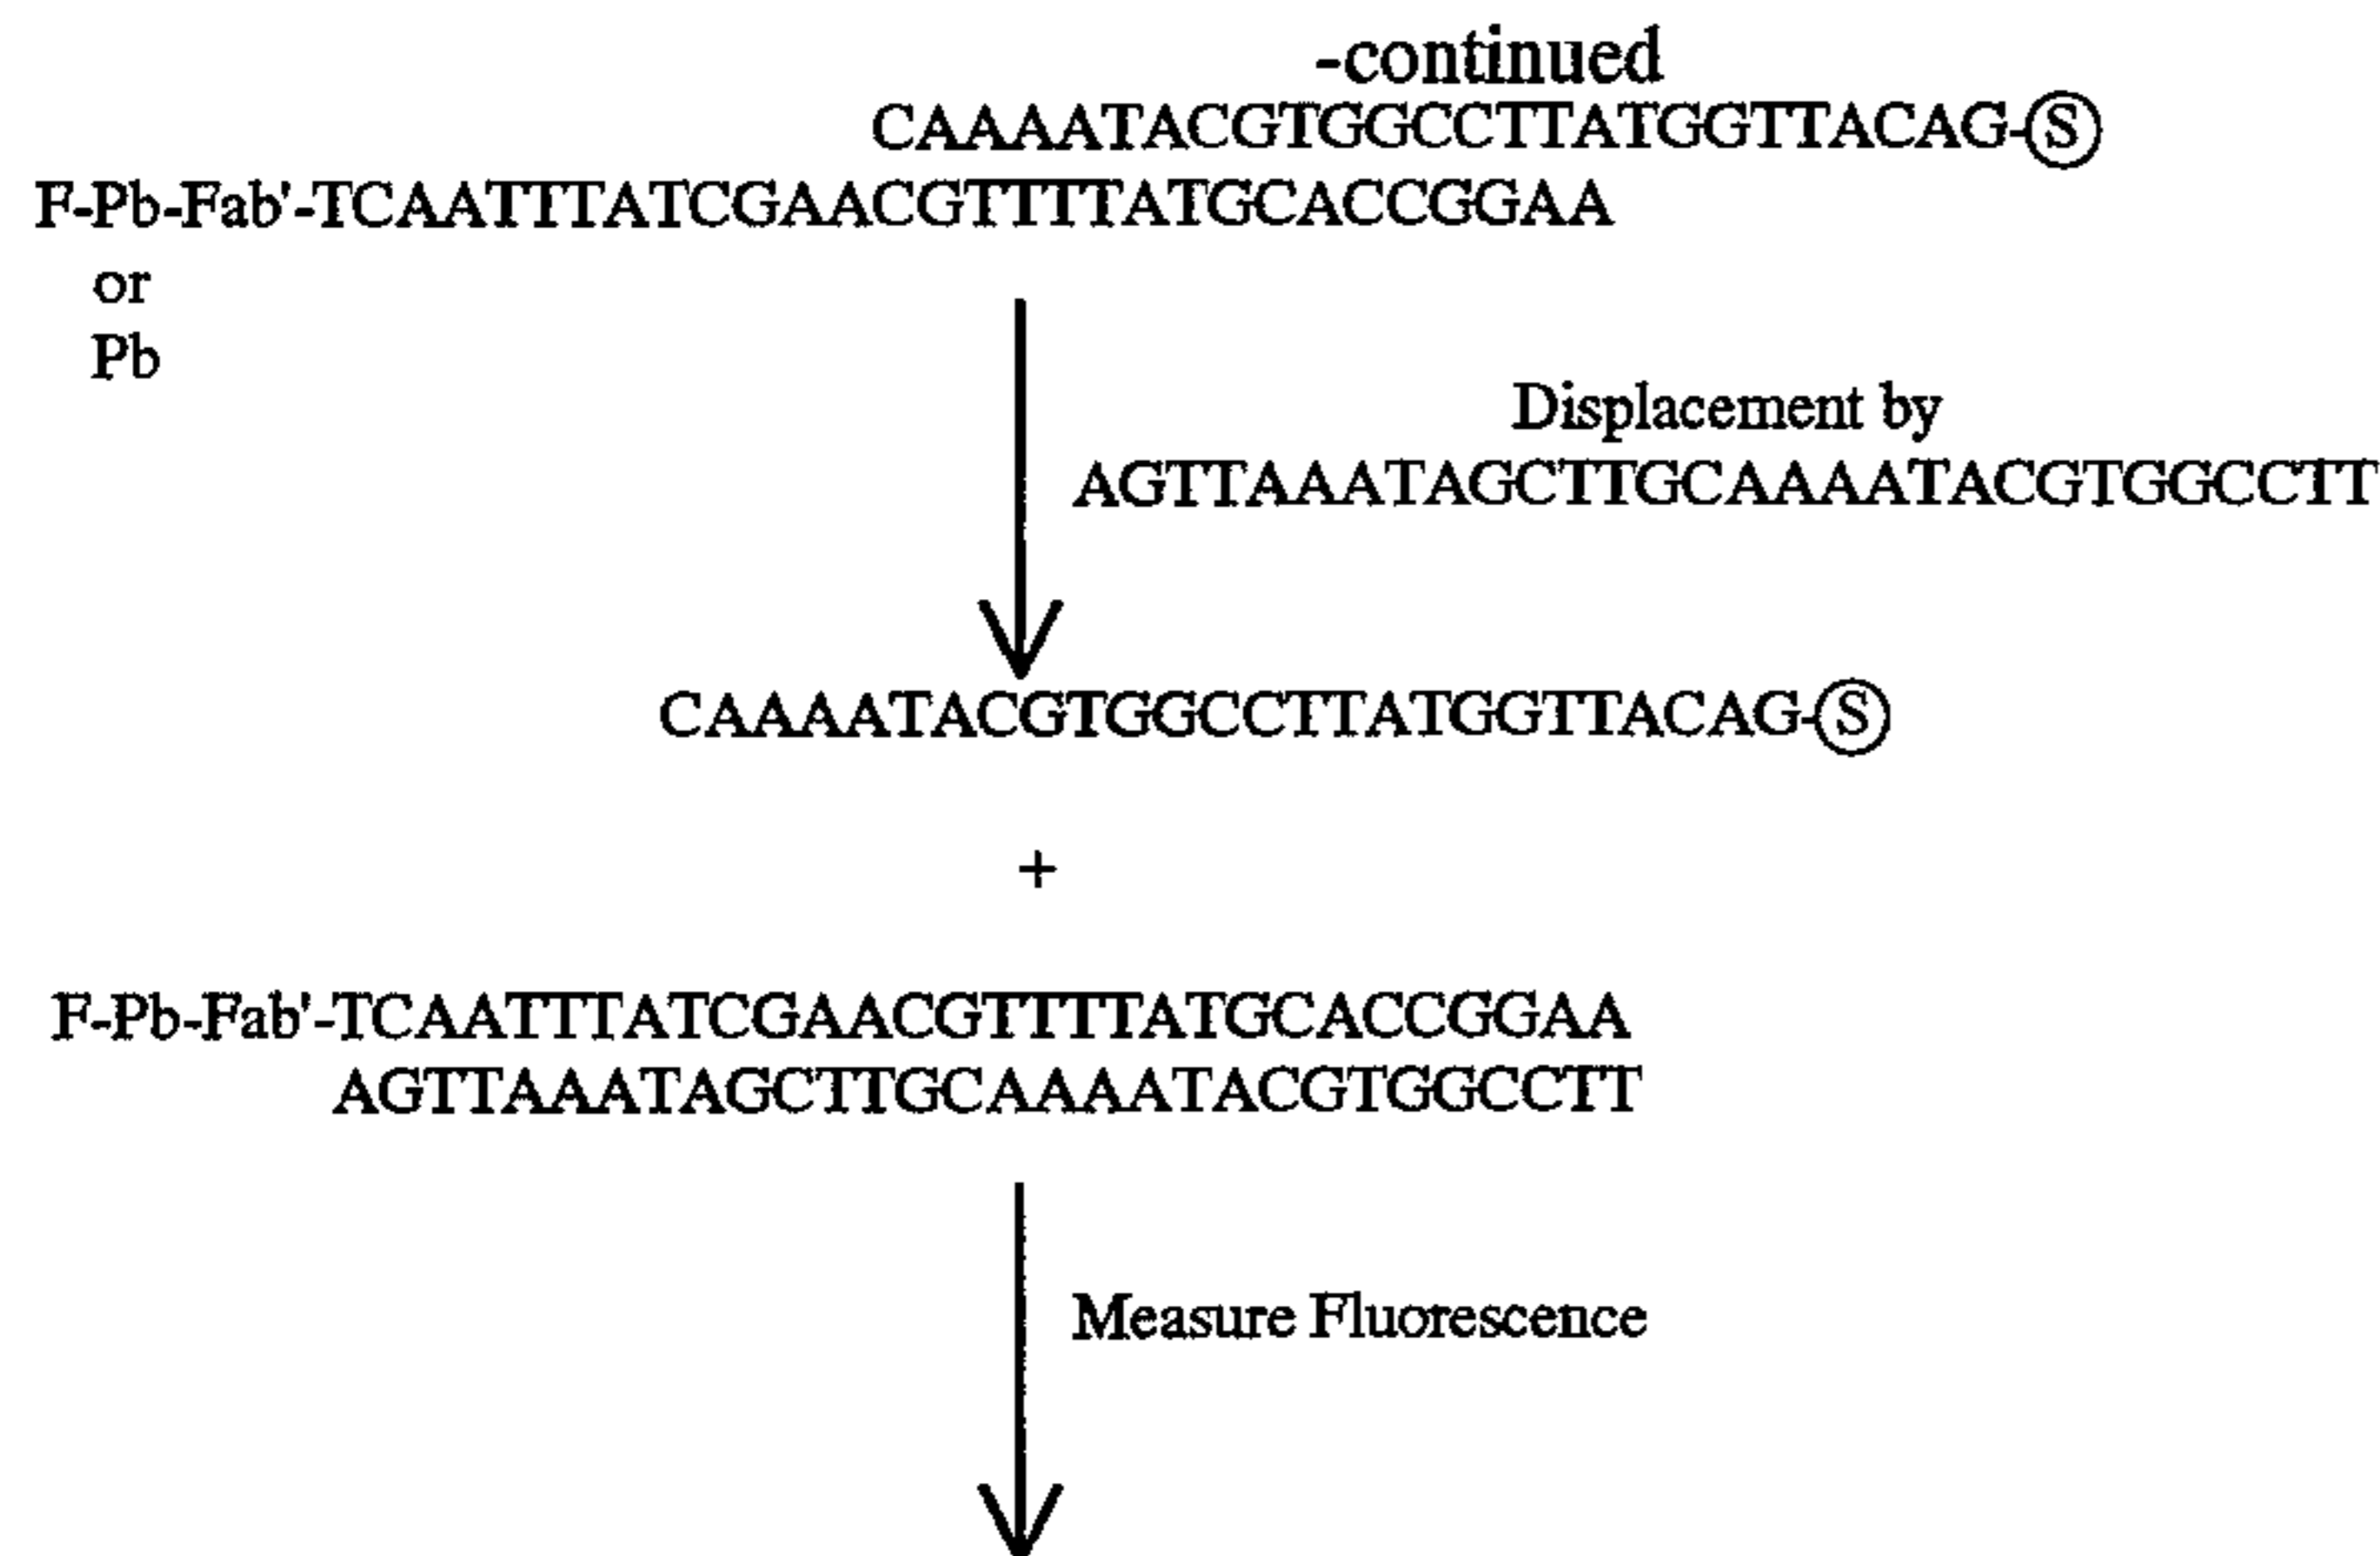 -continued
CAAAATACGTGGCCTTATGGTTACAG-Ⓢ
F-Pb-Fab'-TCAATTTATCGAACGTTTTATGCACCGGAA
or
Pb
Displacement by
AGTTAAATAGCTTGCAAAATACGTGGCCTT
CAAAATACGTGGCCTTATGGTTACAG-Ⓢ
+
F-Pb-Fab'-TCAATTTATCGAACGTTTTATGCACCGGAA
AGTTAAATAGCTTGCAAAATACGTGGCCTT
Measure Fluorescence